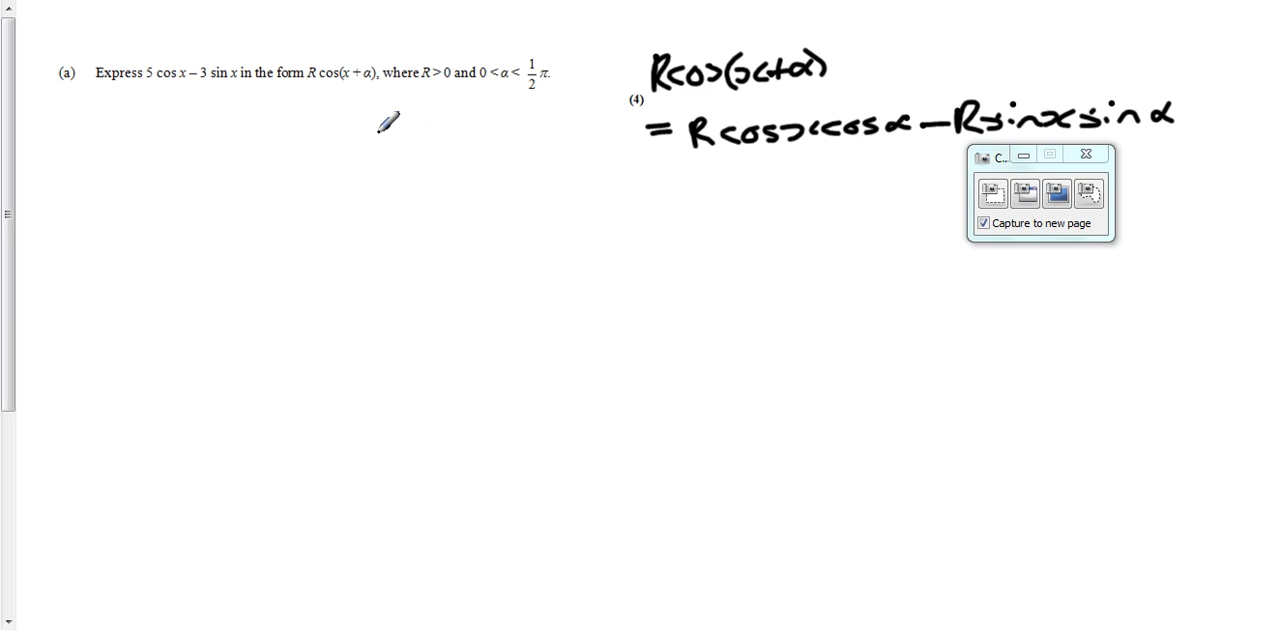 (a) Express 5 cos x – 3 sin x in the form R cos(x + α), where R > 0 and 0 < α < 1/2 π.
(4)
Rcos(x+α)
= Rcosxcosα – Rsinxsinα
C...
Capture to new page